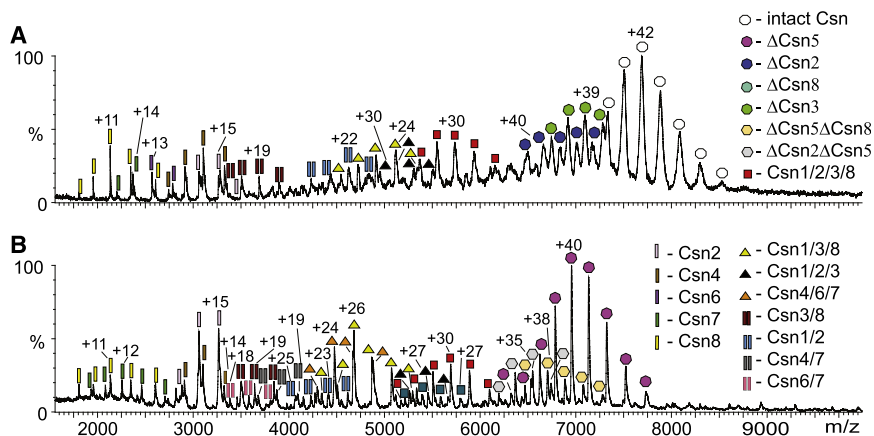 A
100
%
0
+11
+14
+13
+15
+19
+22
+30
+24
+30
+40
+39
+42
- intact Csn
- ΔCsn5
- ΔCsn2
- ΔCsn8
- ΔCsn3
- ΔCsn5ΔCsn8
- ΔCsn2ΔCsn5
- Csn1/2/3/8
B
100
%
0
+11
+12
+15
+14
+18
+19
+25
+19
+24
+23
+26
+27
+30
+27
+35
+38
+40
- Csn2
- Csn4
- Csn6
- Csn7
- Csn8
- Csn1/3/8
- Csn1/2/3
- Csn4/6/7
- Csn3/8
- Csn1/2
- Csn4/7
- Csn6/7
2000 3000 4000 5000 6000 7000 8000 9000 m/z